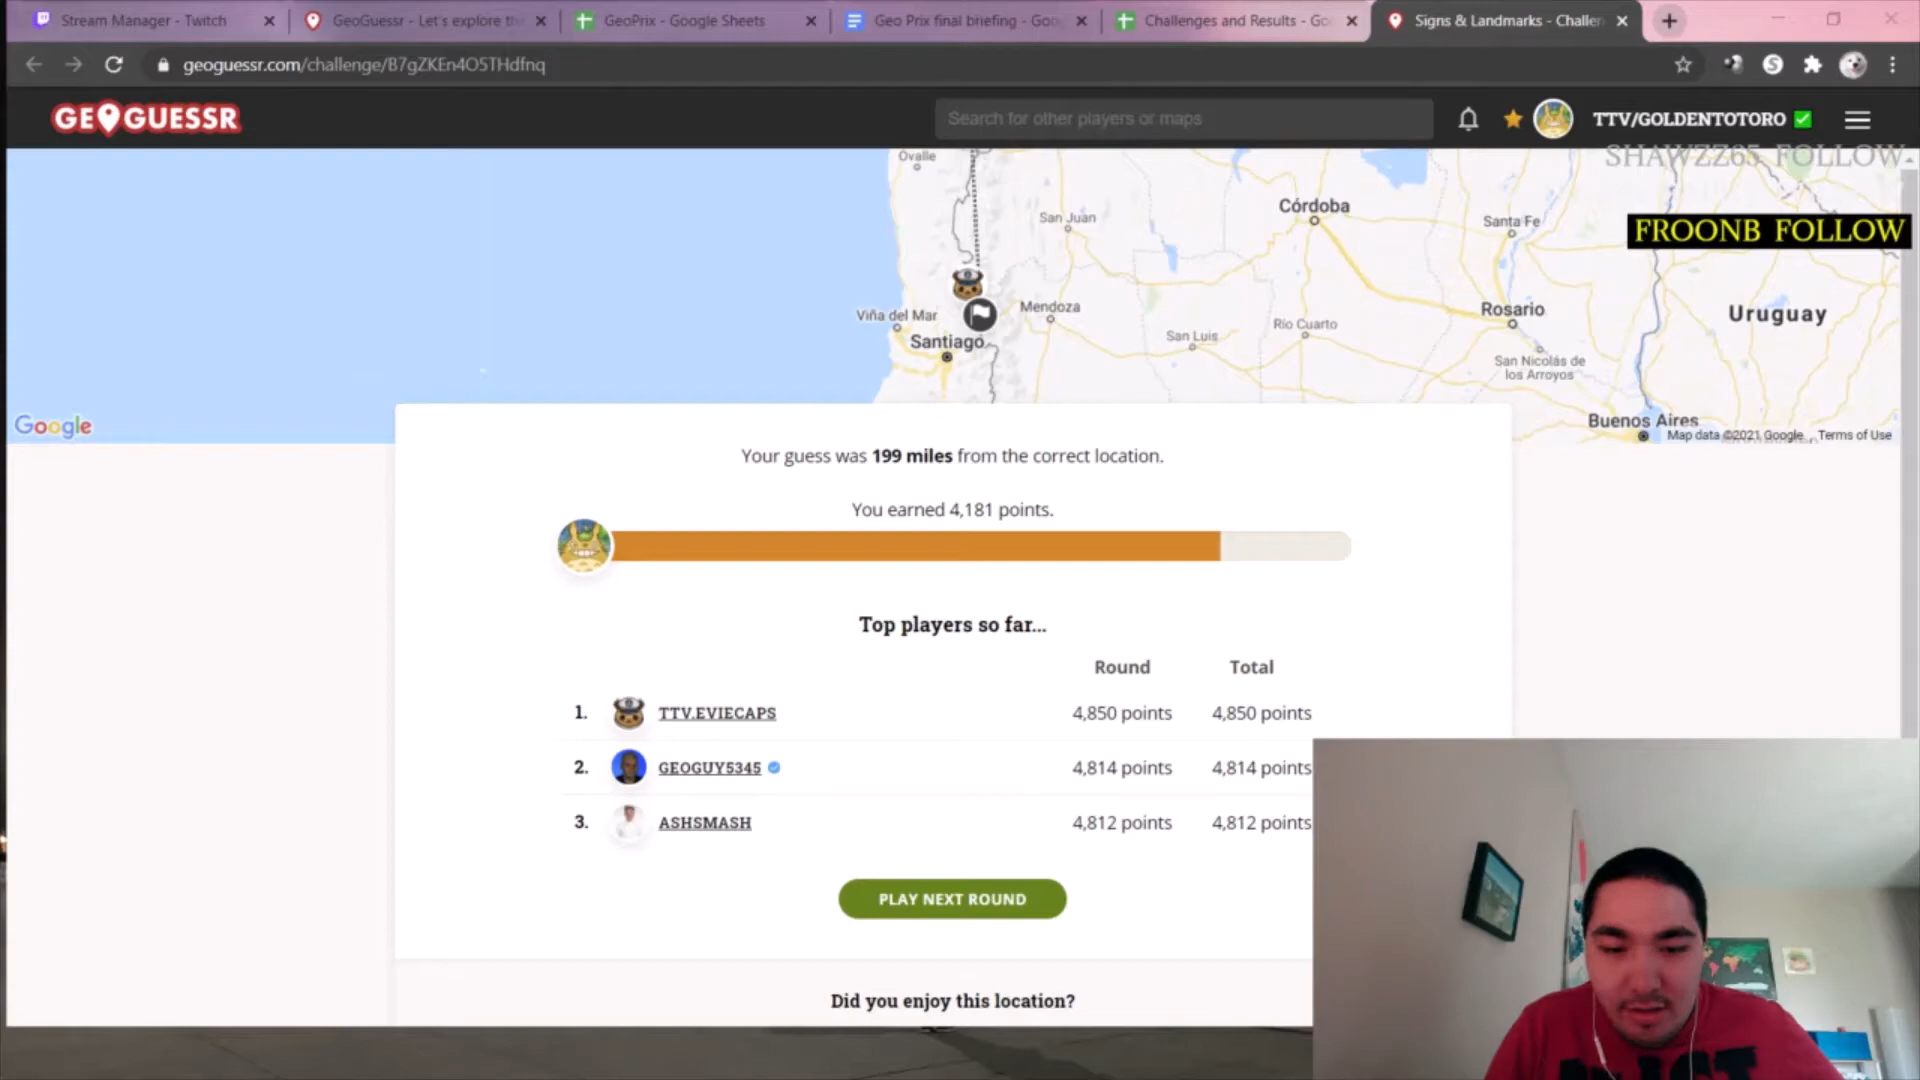 Stream Manager - Twitch
GeoGuessr - Let's explore the
GeoPrix - Google Sheets
Geo Prix final briefing - Goo
Challenges and Results - Go
Signs & Landmarks - Challen
geoguessr.com/challenge/B7gZKEn4O5THdfnq
GEOGUESSR
Search for other players or maps
TTV/GOLDENTOTORO
SHAWZZ65 FOLLOW
FROONB FOLLOW
Ovalle
San Juan
Córdoba
Santa Fe
Viña del Mar
Mendoza
Santiago
San Luis
Río Cuarto
Rosario
Uruguay
San Nicolás de
los Arroyos
Buenos Aires
Google
Map data ©2021 Google
Terms of Use
Your guess was 199 miles from the correct location.
You earned 4,181 points.
Top players so far...
Round Total
1. TTV.EVIECAPS 4,850 points 4,850 points
2. GEOGUY5345 4,814 points 4,814 points
3. ASHSMASH 4,812 points 4,812 points
PLAY NEXT ROUND
Did you enjoy this location?